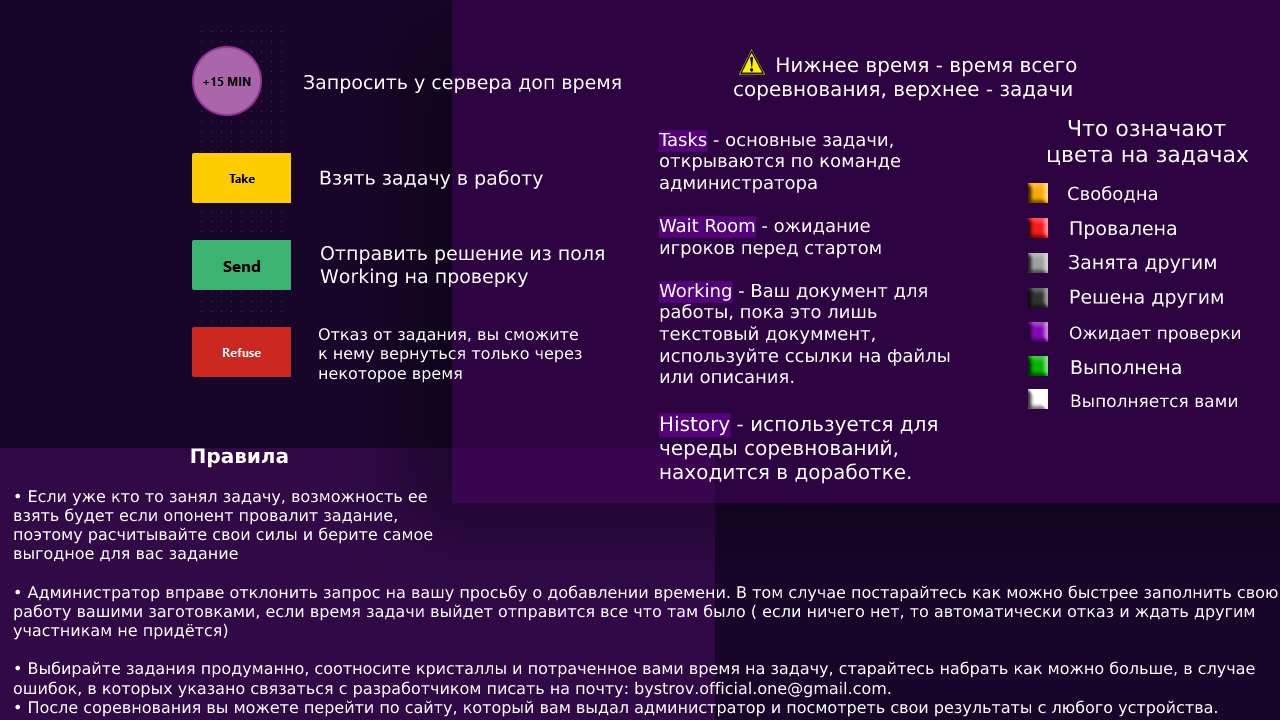 +15 MIN
Запросить у сервера доп время
Take
Взять задачу в работу
Send
Отправить решение из поля
Working на проверку
Refuse
Отказ от задания, вы сможите
к нему вернуться только через
некоторое время
Нижнее время - время всего
соревнования, верхнее - задачи
Tasks - основные задачи,
открываются по команде
администратора
Wait Room - ожидание
игроков перед стартом
Working - Ваш документ для
работы, пока это лишь
текстовый докуммент,
используйте ссылки на файлы
или описания.
History - используется для
череды соревнований,
находится в доработке.
Что означают
цвета на задачах
Свободна
Провалена
Занята другим
Решена другим
Ожидает проверки
Выполнена
Выполняется вами
Правила
• Если уже кто то занял задачу, возможность ее
взять будет если опонент провалит задание,
поэтому расчитывайте свои силы и берите самое
выгодное для вас задание
• Администратор вправе отклонить запрос на вашу просьбу о добавлении времени. В том случае постарайтесь как можно быстрее заполнить свою
работу вашими заготовками, если время задачи выйдет отправится все что там было ( если ничего нет, то автоматически отказ и ждать другим
участникам не придётся)
• Выбирайте задания продуманно, соотносите кристаллы и потраченное вами время на задачу, старайтесь набрать как можно больше, в случае
ошибок, в которых указано связаться с разработчиком писать на почту: bystrov.official.one@gmail.com.
• После соревнования вы можете перейти по сайту, который вам выдал администратор и посмотреть свои результаты с любого устройства.